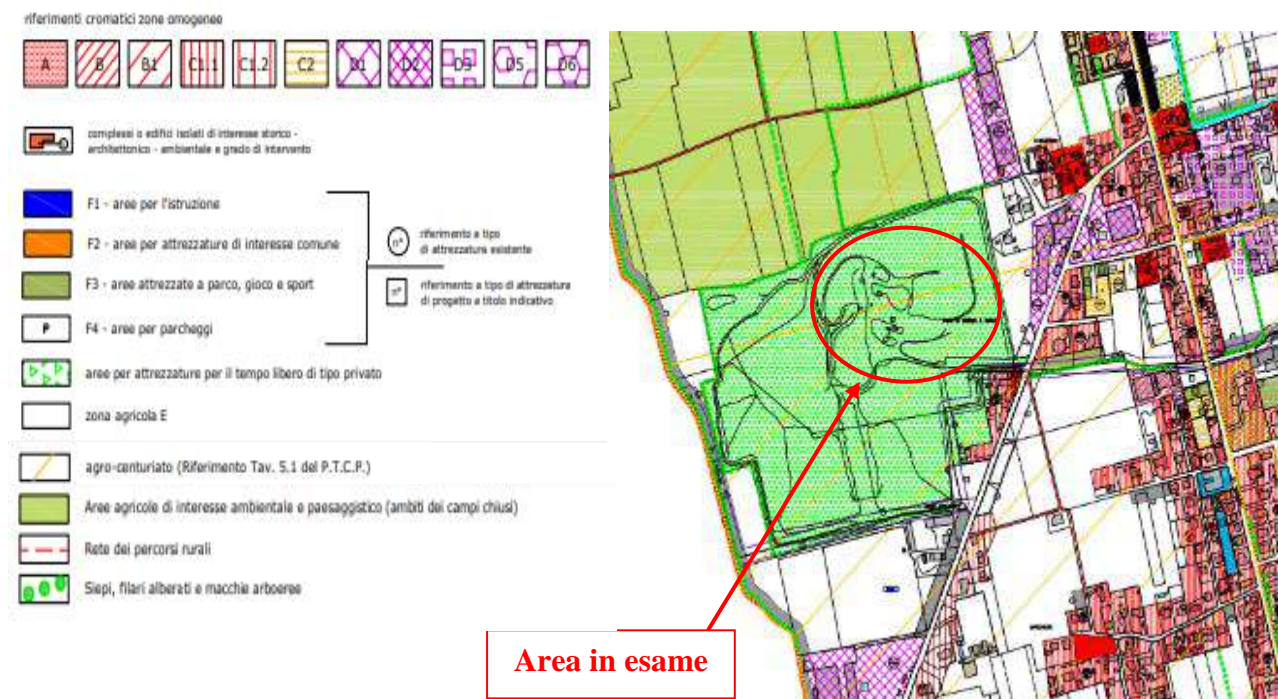 riferimenti cromatici zone omogenee
A B B1 C1.1 C1.2 C2 D1 D2 D3 D5 D6
complessi o edifici isolati di interesse storico -
architettonico - ambientale e grado di intervento
F1 - aree per l'istruzione
F2 - aree per attrezzature di interesse comune
F3 - aree attrezzate a parco, gioco e sport
P F4 - aree per parcheggi
n° riferimento a tipo
di attrezzatura esistente
n° riferimento a tipo di attrezzatura
di progetto a titolo indicativo
aree per attrezzature per il tempo libero di tipo privato
zona agricola E
agro-centuriato (Riferimento Tav. 5.1 del P.T.C.P.)
Aree agricole di interesse ambientale e paesaggistico (ambiti dei campi chiusi)
Rete dei percorsi rurali
Siepi, filari alberati e macchie arboree
Area in esame